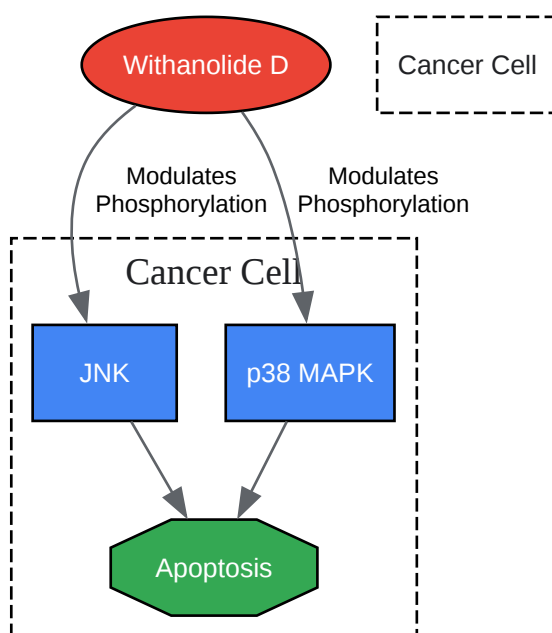 Withanolide D
Cancer Cell
Modulates
Phosphorylation
Modulates
Phosphorylation
Cancer Cell
JNK
p38 MAPK
Apoptosis